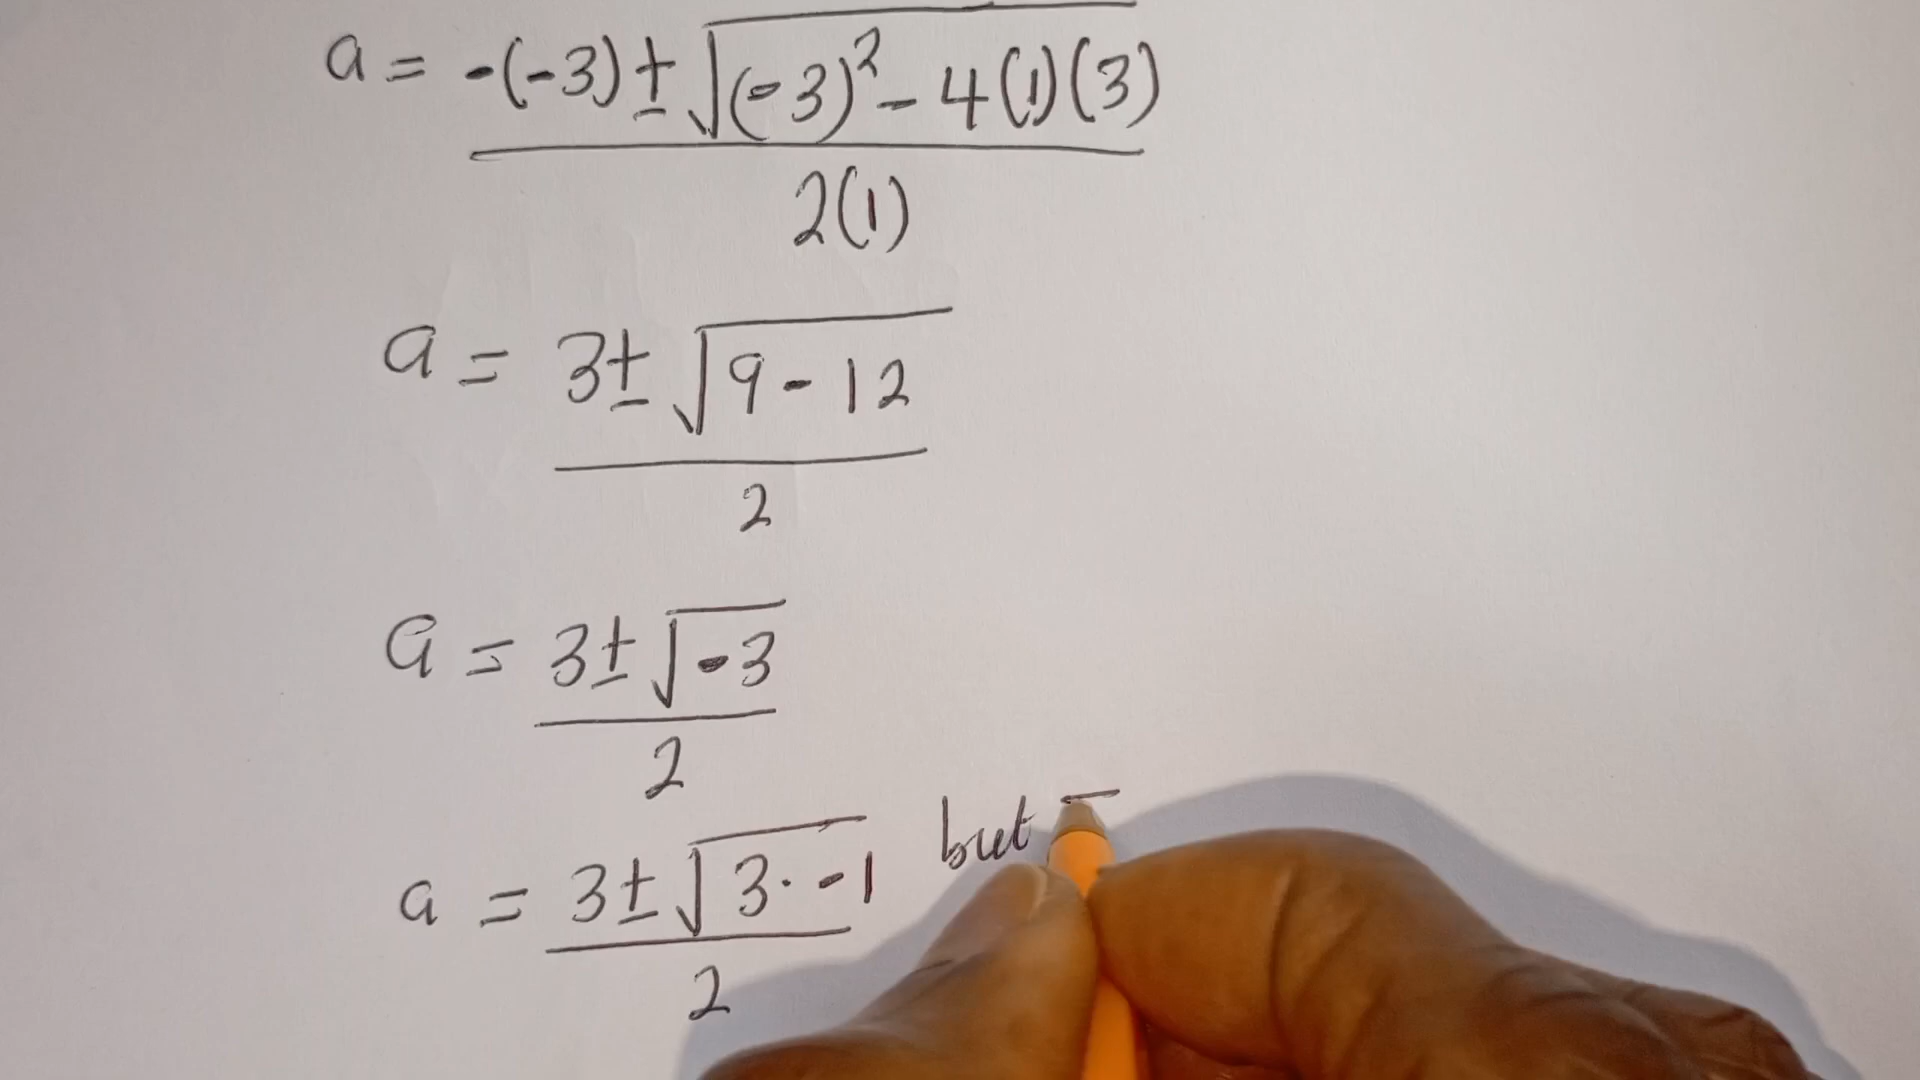 a = -(-3) ± √(-3)² - 4(1)(3)
2(1)
a = 3 ± √9 - 12
2
a = 3 ± √-3
2
a = 3 ± √3 · -1 but
2